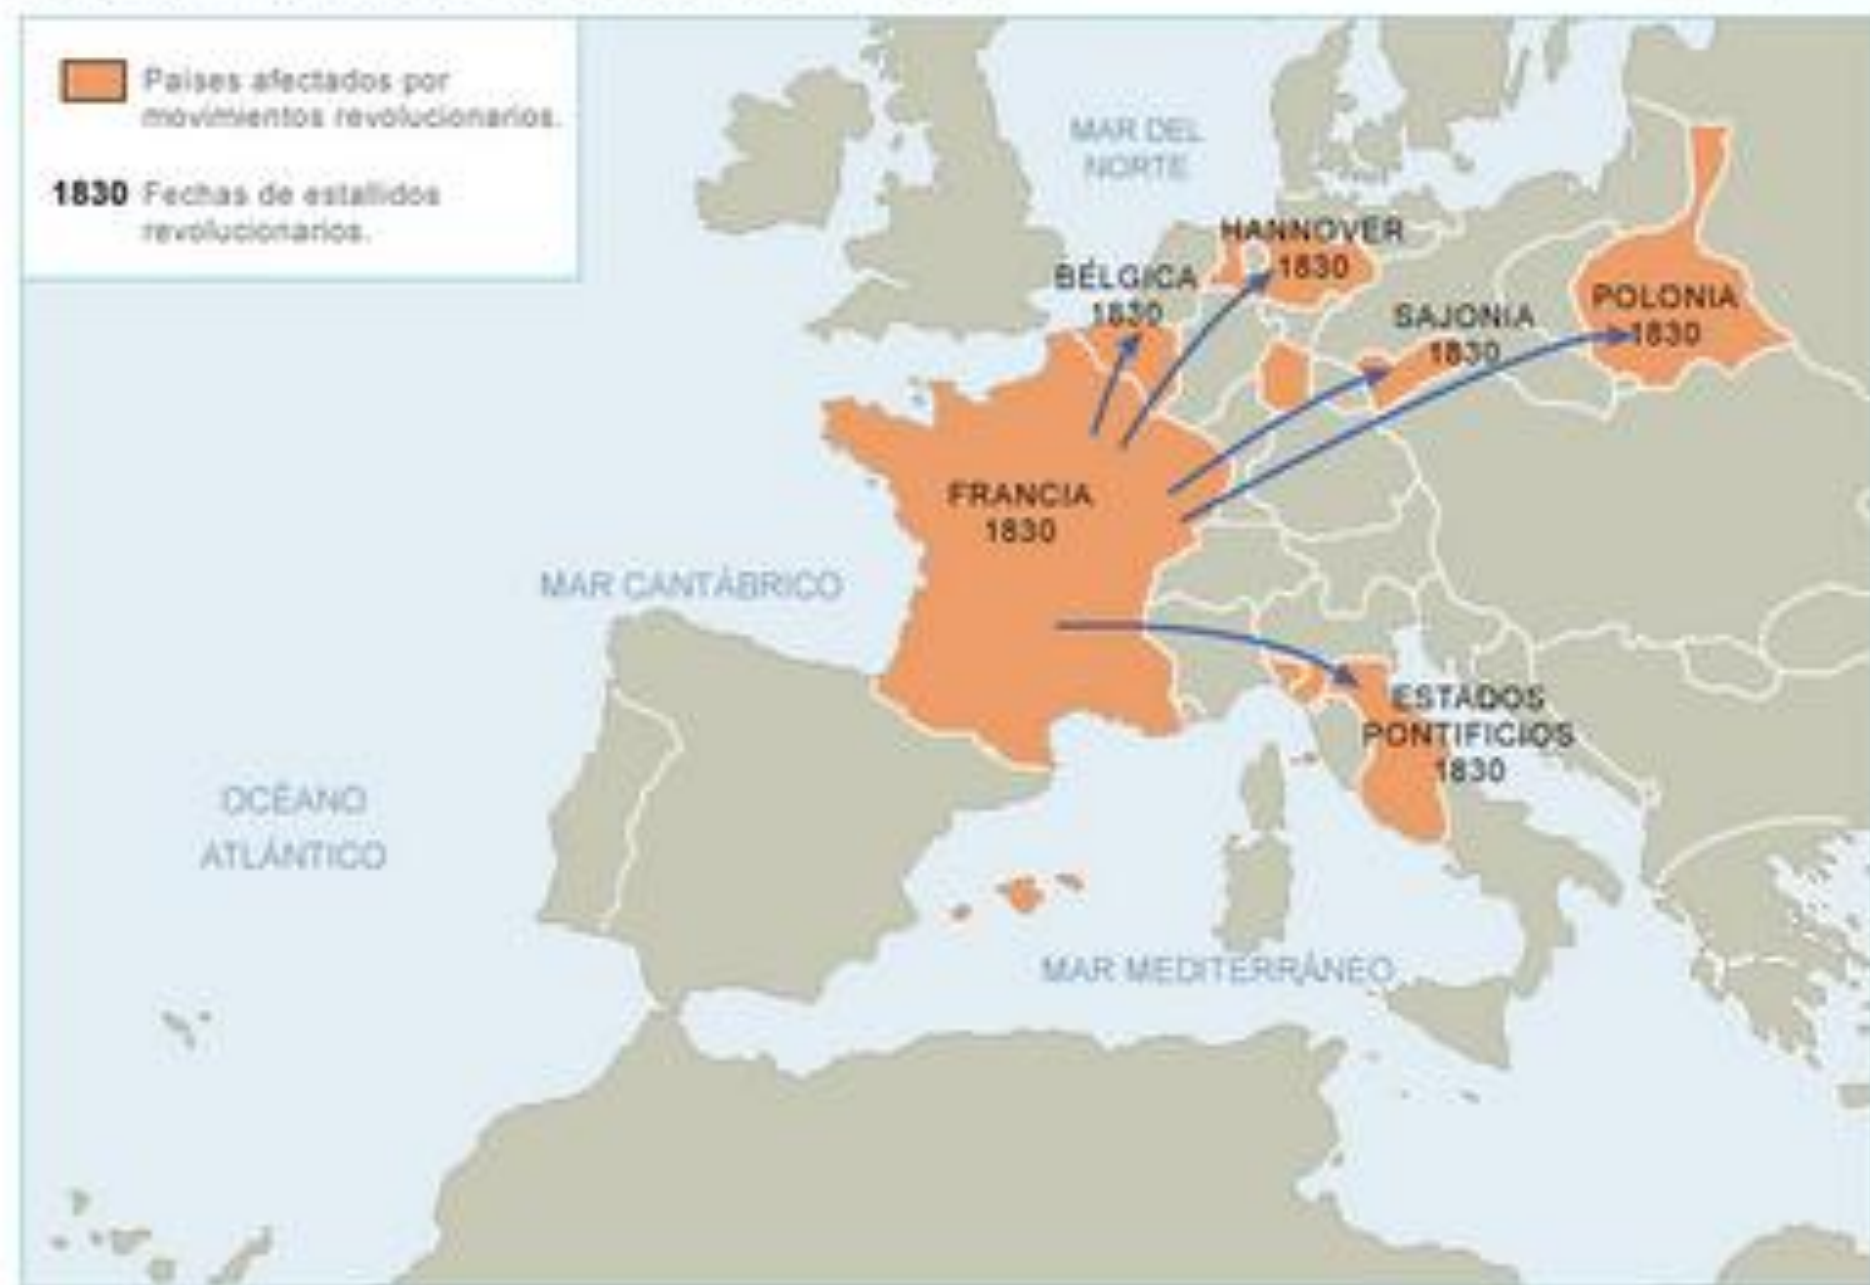 Países afectados por
movimientos revolucionarios.
1830 Fechas de estallidos
revolucionarios.
MAR DEL
NORTE
HANNOVER
1830
BÉLGICA
1830
SAJONIA
1830
POLONIA
1830
FRANCIA
1830
MAR CANTÁBRICO
ESTADOS
PONTIFICIOS
1830
OCÉANO
ATLÁNTICO
MAR MEDITERRÁNEO